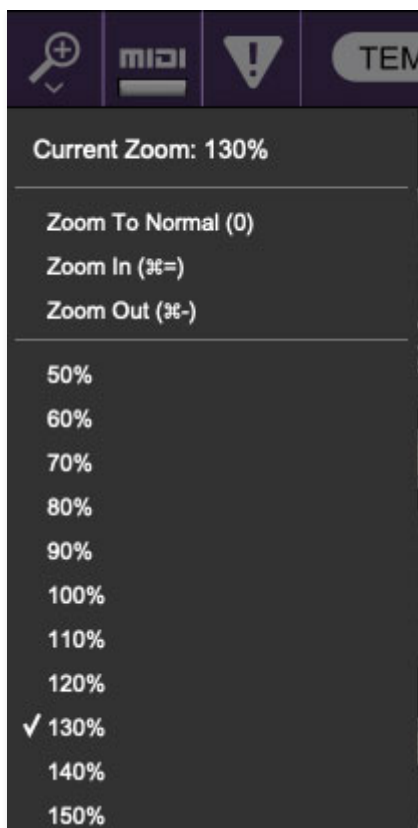 MIDI
TEM
Current Zoom: 130%
Zoom To Normal (0)
Zoom In (⌘=)
Zoom Out (⌘-)
50%
60%
70%
80%
90%
100%
110%
120%
✓ 130%
140%
150%